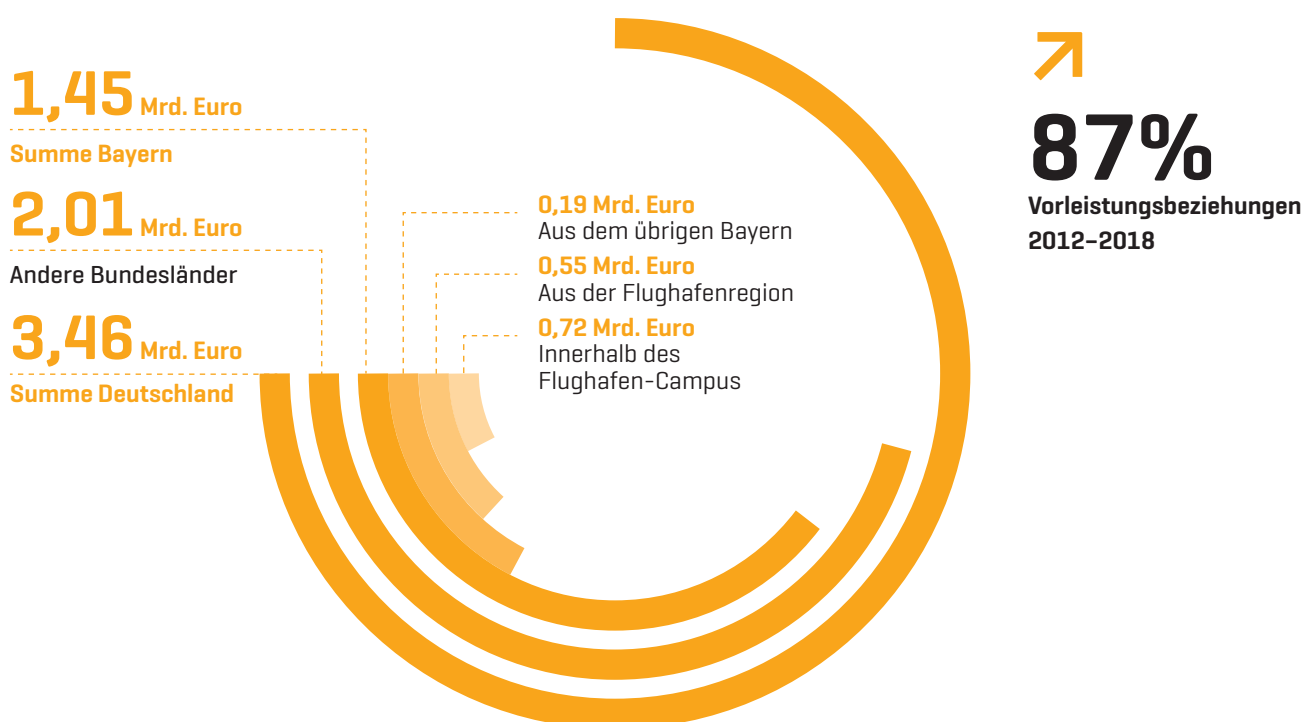 1,45 Mrd. Euro
Summe Bayern
2,01 Mrd. Euro
Andere Bundesländer
3,46 Mrd. Euro
Summe Deutschland
0,19 Mrd. Euro
Aus dem übrigen Bayern
0,55 Mrd. Euro
Aus der Flughafenregion
0,72 Mrd. Euro
Innerhalb des
Flughafen-Campus
87%
Vorleistungsbeziehungen
2012–2018